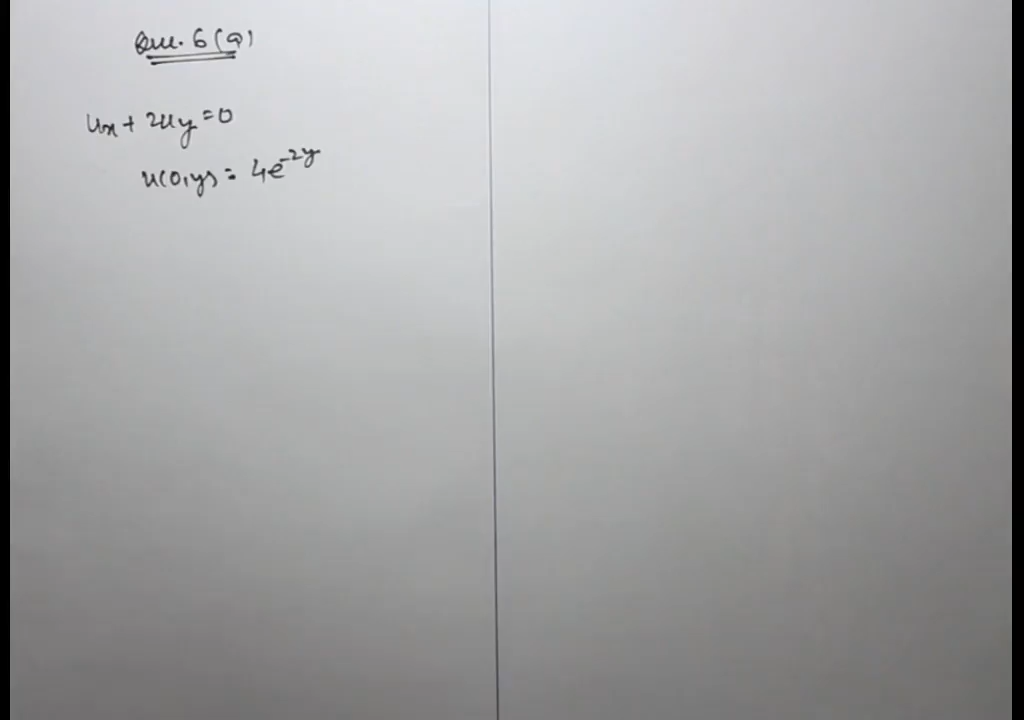 Que. 6(a)
ux + 2uy = 0
u(0,y) = 4e^-2y